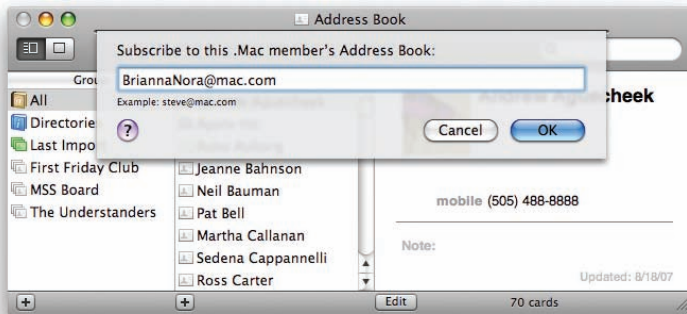 Address Book
Subscribe to this .Mac member's Address Book:
BriannaNora@mac.com
Example: steve@mac.com
?
Cancel
OK
Grou
All
Directorie
Last Impo
First Friday Club
MSS Board
The Understanders
Jeanne Bahnson
Neil Bauman
Pat Bell
Martha Callanan
Sedena Cappannelli
Ross Carter
cheek
mobile (505) 488-8888
Note:
Updated: 8/18/07
+
+
Edit
70 cards